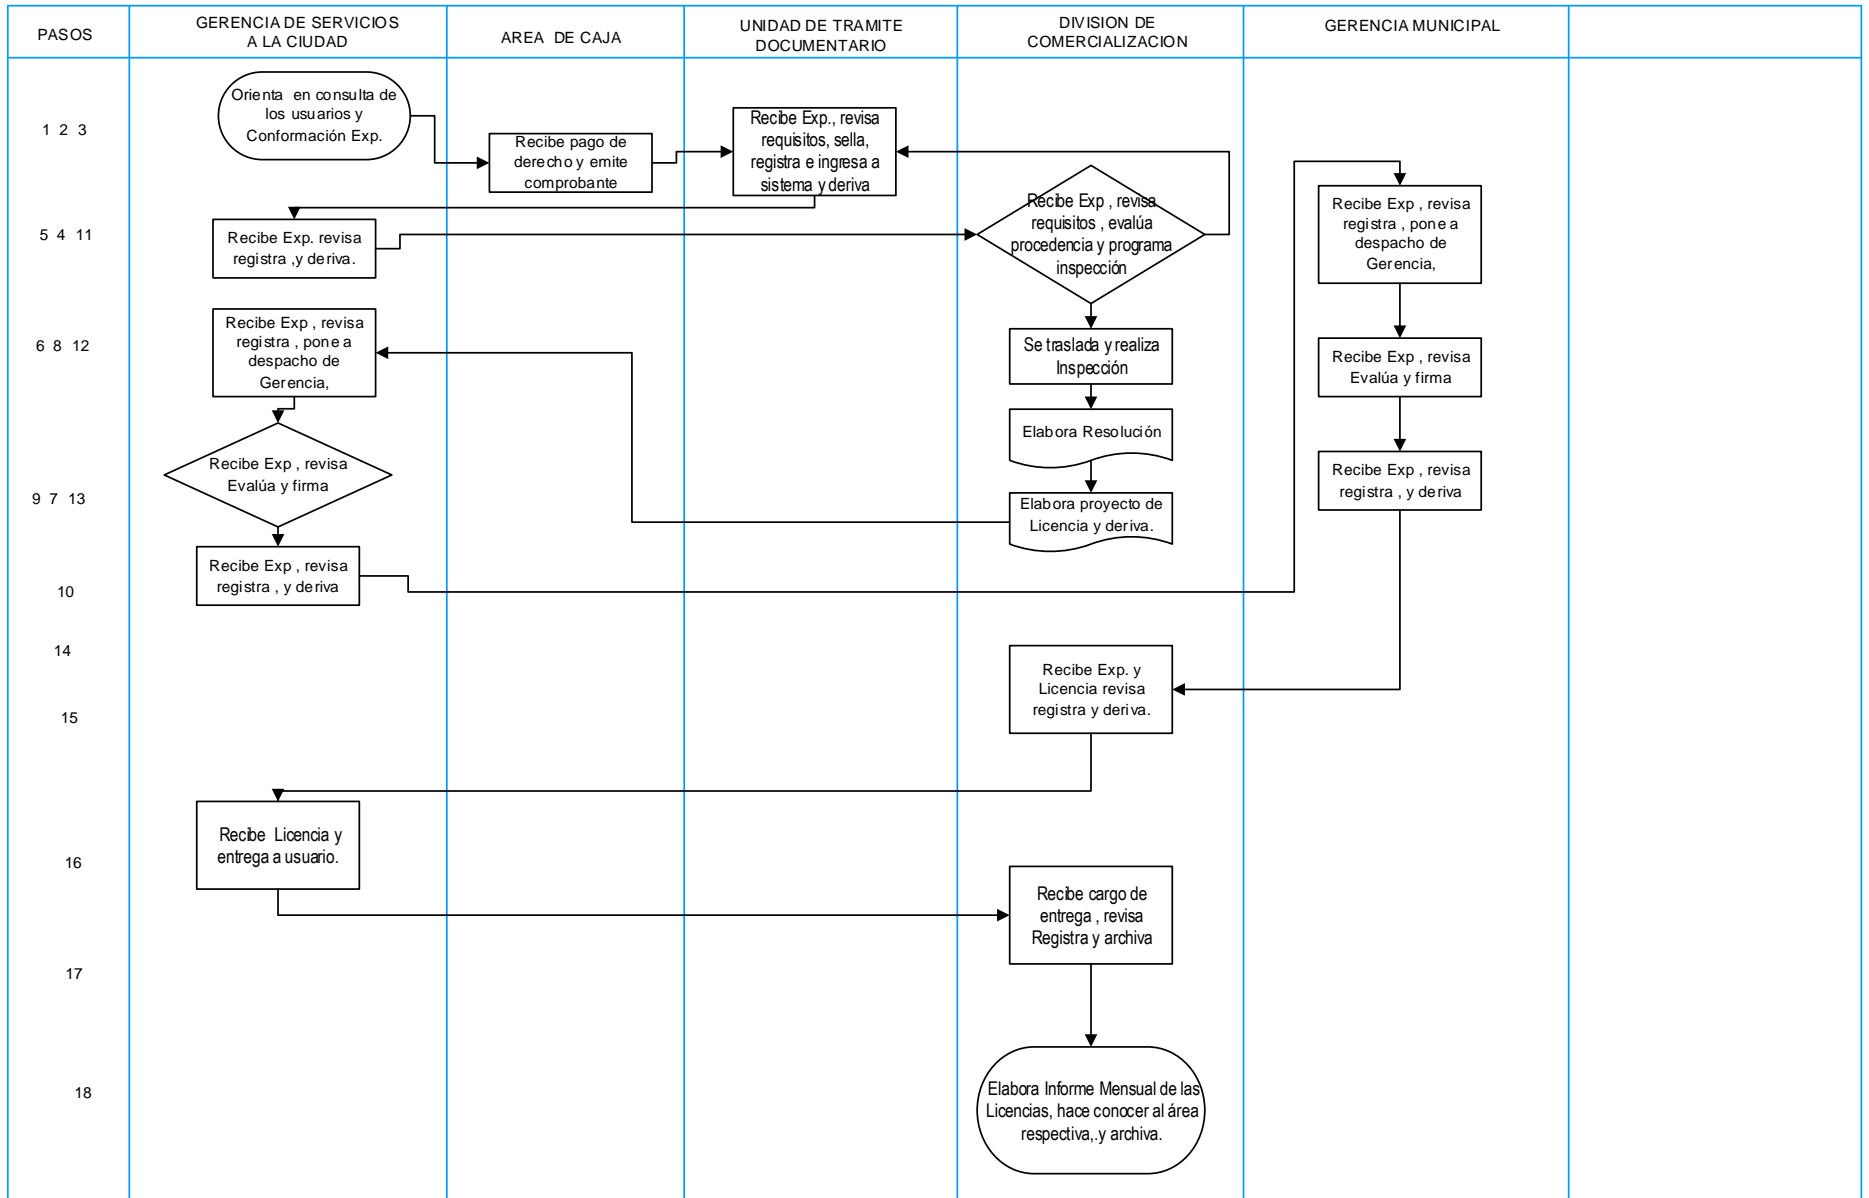 PASOS
GERENCIA DE SERVICIOS
A LA CIUDAD
AREA DE CAJA
UNIDAD DE TRAMITE
DOCUMENTARIO
DIVISION DE
COMERCIALIZACION
GERENCIA MUNICIPAL
1 2 3
Orienta en consulta de
los usuarios y
Conformación Exp.
Recibe pago de
derecho y emite
comprobante
Recibe Exp., revisa
requisitos, sella,
registra e ingresa a
sistema y deriva
5 4 11
Recibe Exp. revisa
registra ,y deriva.
Recibe Exp , revisa
requisitos , evalúa
procedencia y programa
inspección
Recibe Exp , revisa
registra , pone a
despacho de
Gerencia,
6 8 12
Recibe Exp , revisa
registra , pone a
despacho de
Gerencia,
Se traslada y realiza
Inspección
Recibe Exp , revisa
Evalúa y firma
Elabora Resolución
9 7 13
Recibe Exp , revisa
Evalúa y firma
Elabora proyecto de
Licencia y deriva.
Recibe Exp , revisa
registra , y deriva
10
Recibe Exp , revisa
registra , y deriva
14
Recibe Exp. y
Licencia revisa
registra y deriva.
15
Recibe Licencia y
entrega a usuario.
16
Recibe cargo de
entrega , revisa
Registra y archiva
17
18
Elabora Informe Mensual de las
Licencias, hace conocer al área
respectiva,.y archiva.